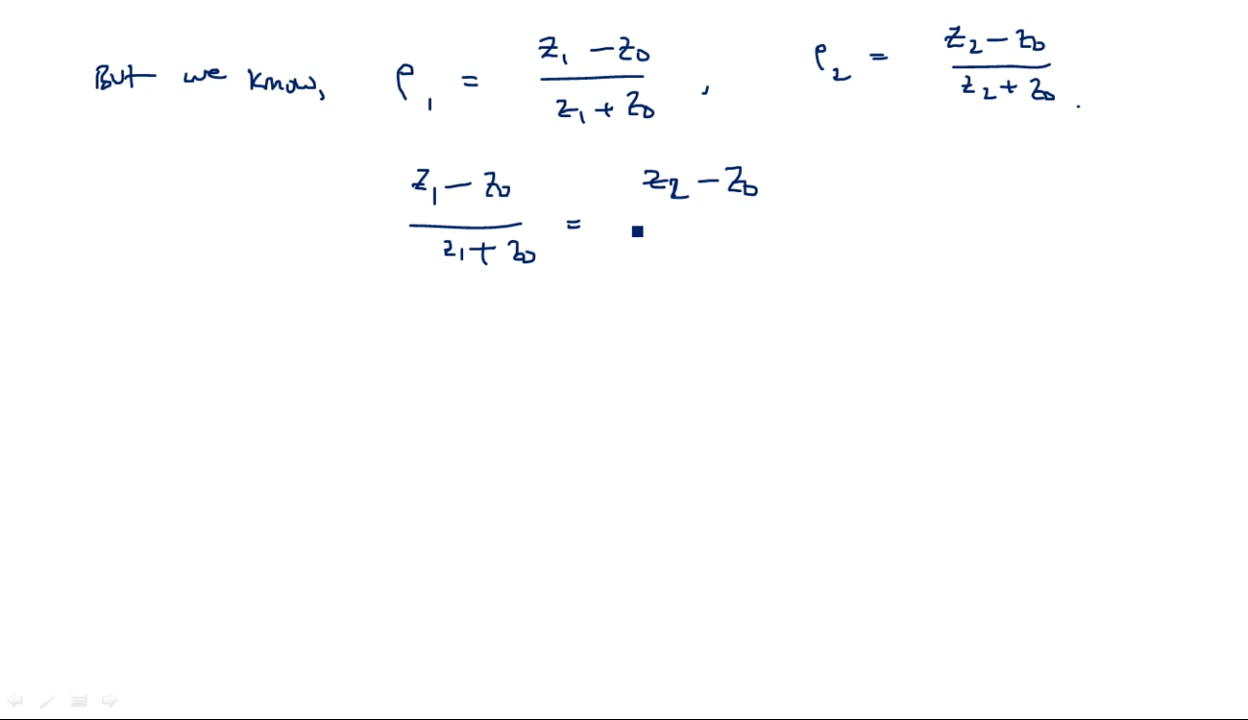 But we know, ρ₁ = (Z₁ - Z₀)/(Z₁ + Z₀) , ρ₂ = (Z₂ - Z₀)/(Z₂ + Z₀) .
(Z₁ - Z₀)/(Z₁ + Z₀) = Z₂ - Z₀